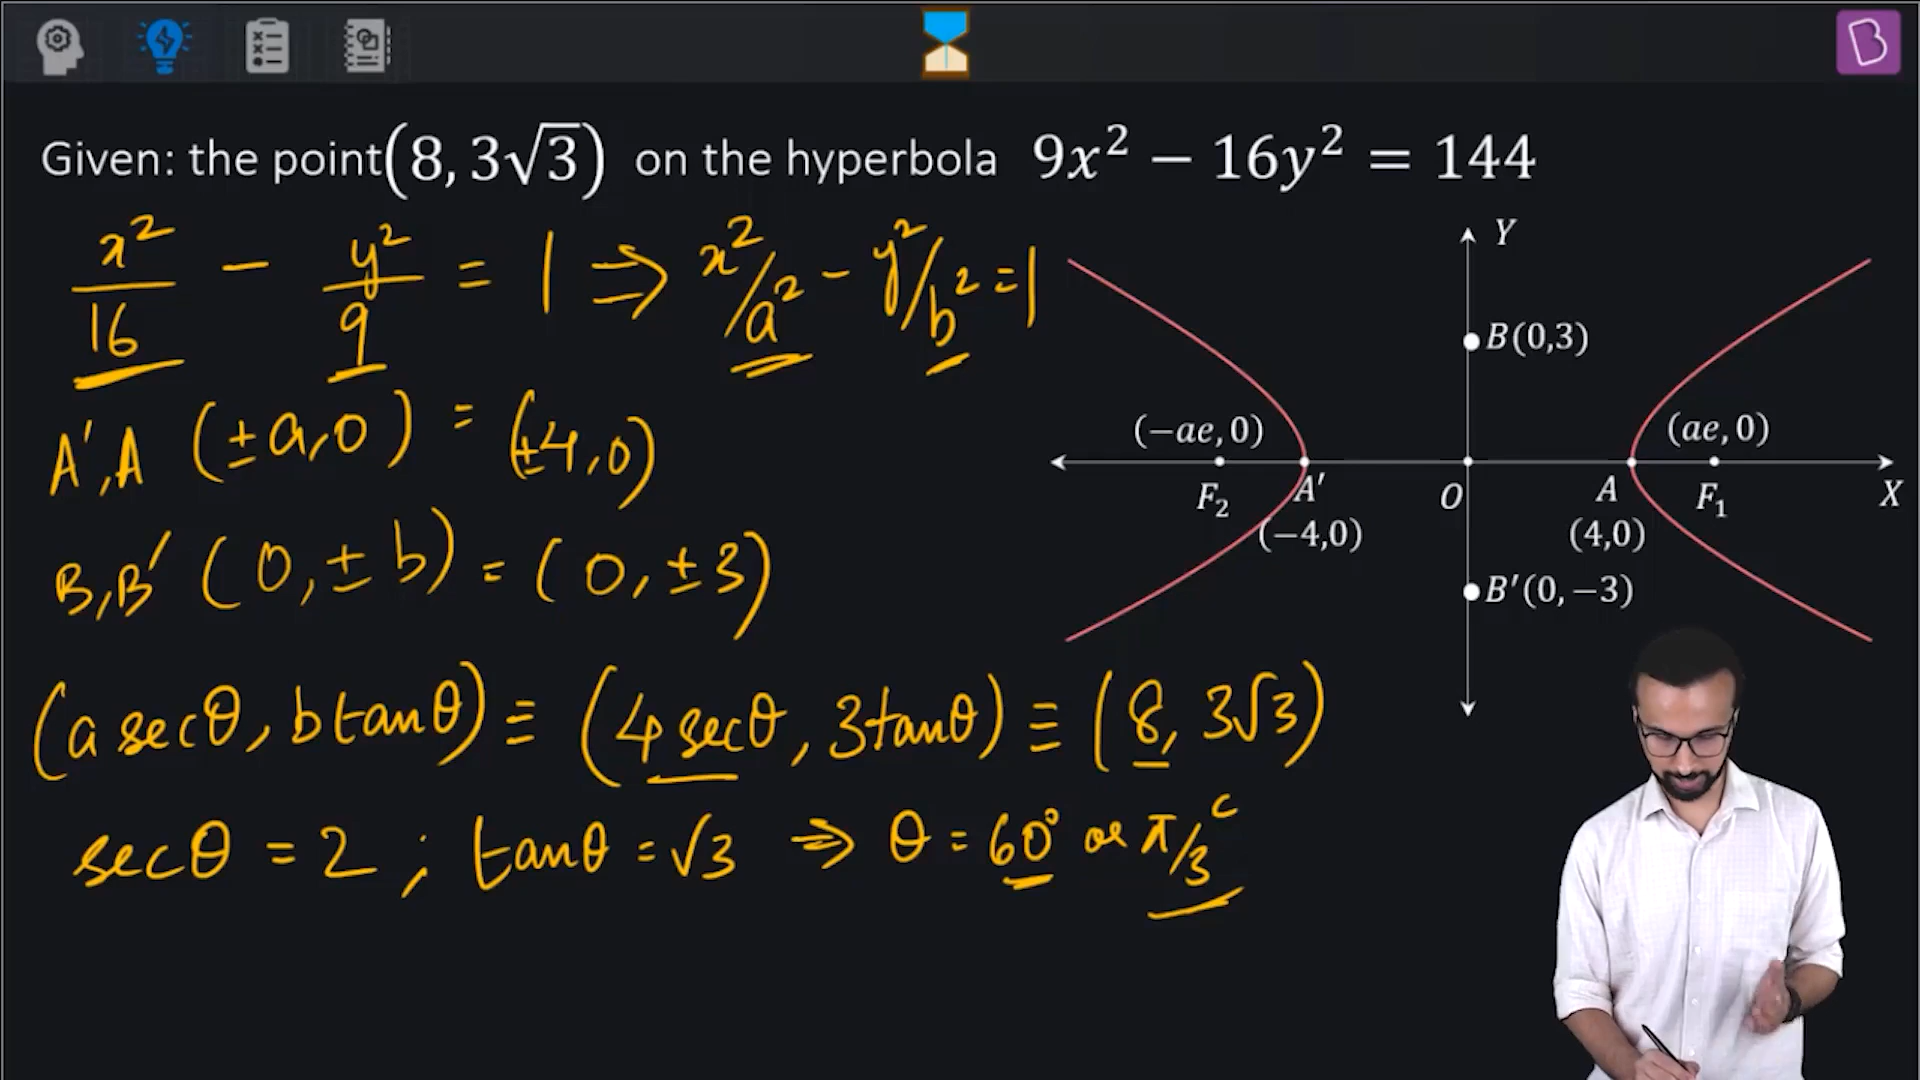 Given: the point (8, 3√3) on the hyperbola 9x² − 16y² = 144
x²/16 − y²/9 = 1 ⇒ x²/a² − y²/b² = 1
A', A (±a, 0) = (±4, 0)
B, B' (0, ± b) = (0, ±3)
(a secθ, b tanθ) ≡ (4 secθ, 3 tanθ) ≡ (8, 3√3)
secθ = 2 ; tanθ = √3 ⇒ θ = 60° or π/3ᶜ
Y
B(0,3)
(−ae, 0)
(ae, 0)
F₂
A'
O
A
F₁
X
(−4,0)
(4,0)
B'(0, −3)
B